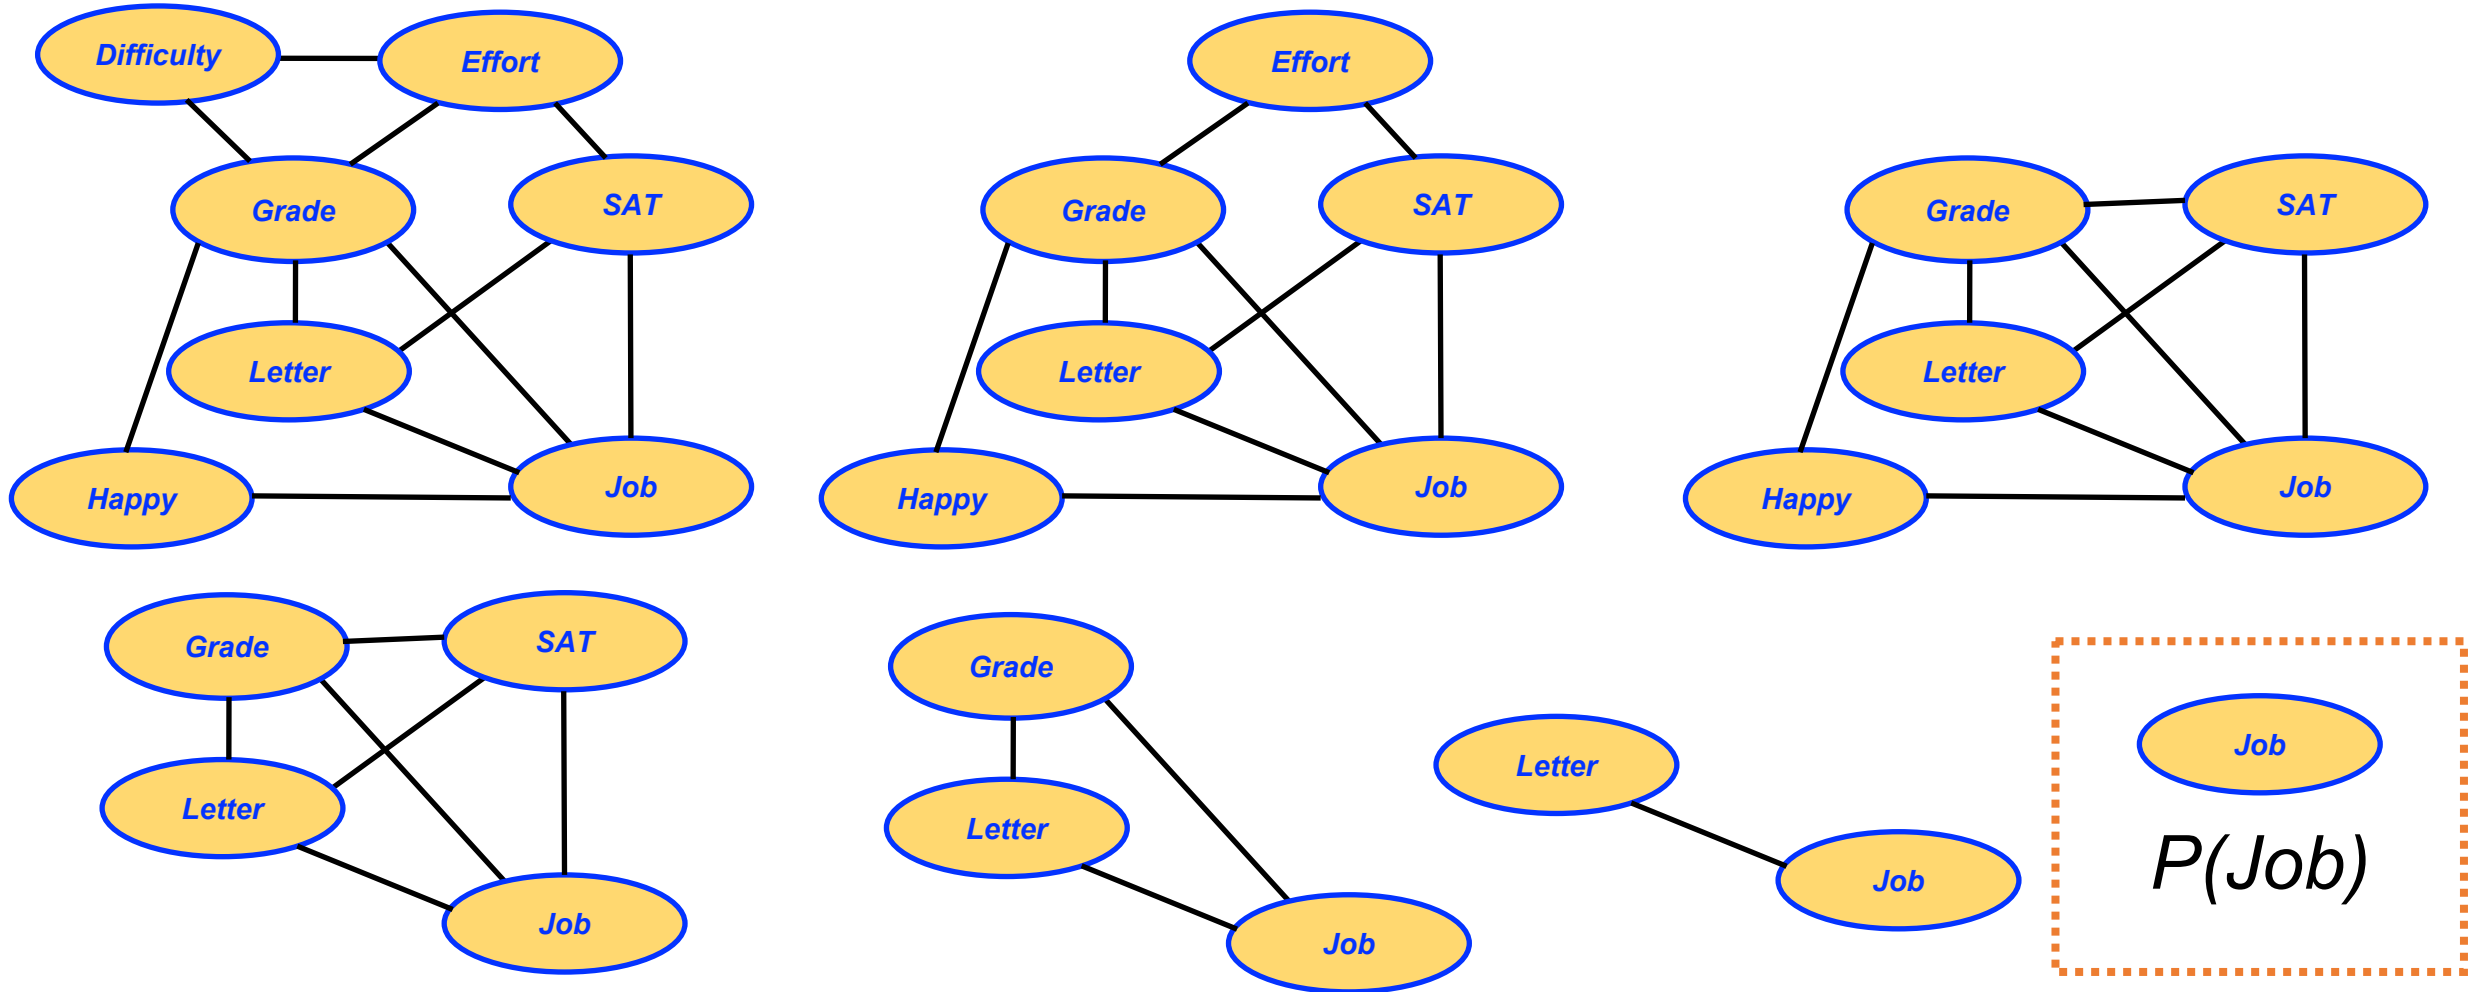 Difficulty
Effort
Grade
SAT
Letter
Happy
Job
Effort
Grade
SAT
Letter
Happy
Job
Grade
SAT
Letter
Happy
Job
Grade
SAT
Letter
Job
Grade
Letter
Job
Letter
Job
Job
P(Job)